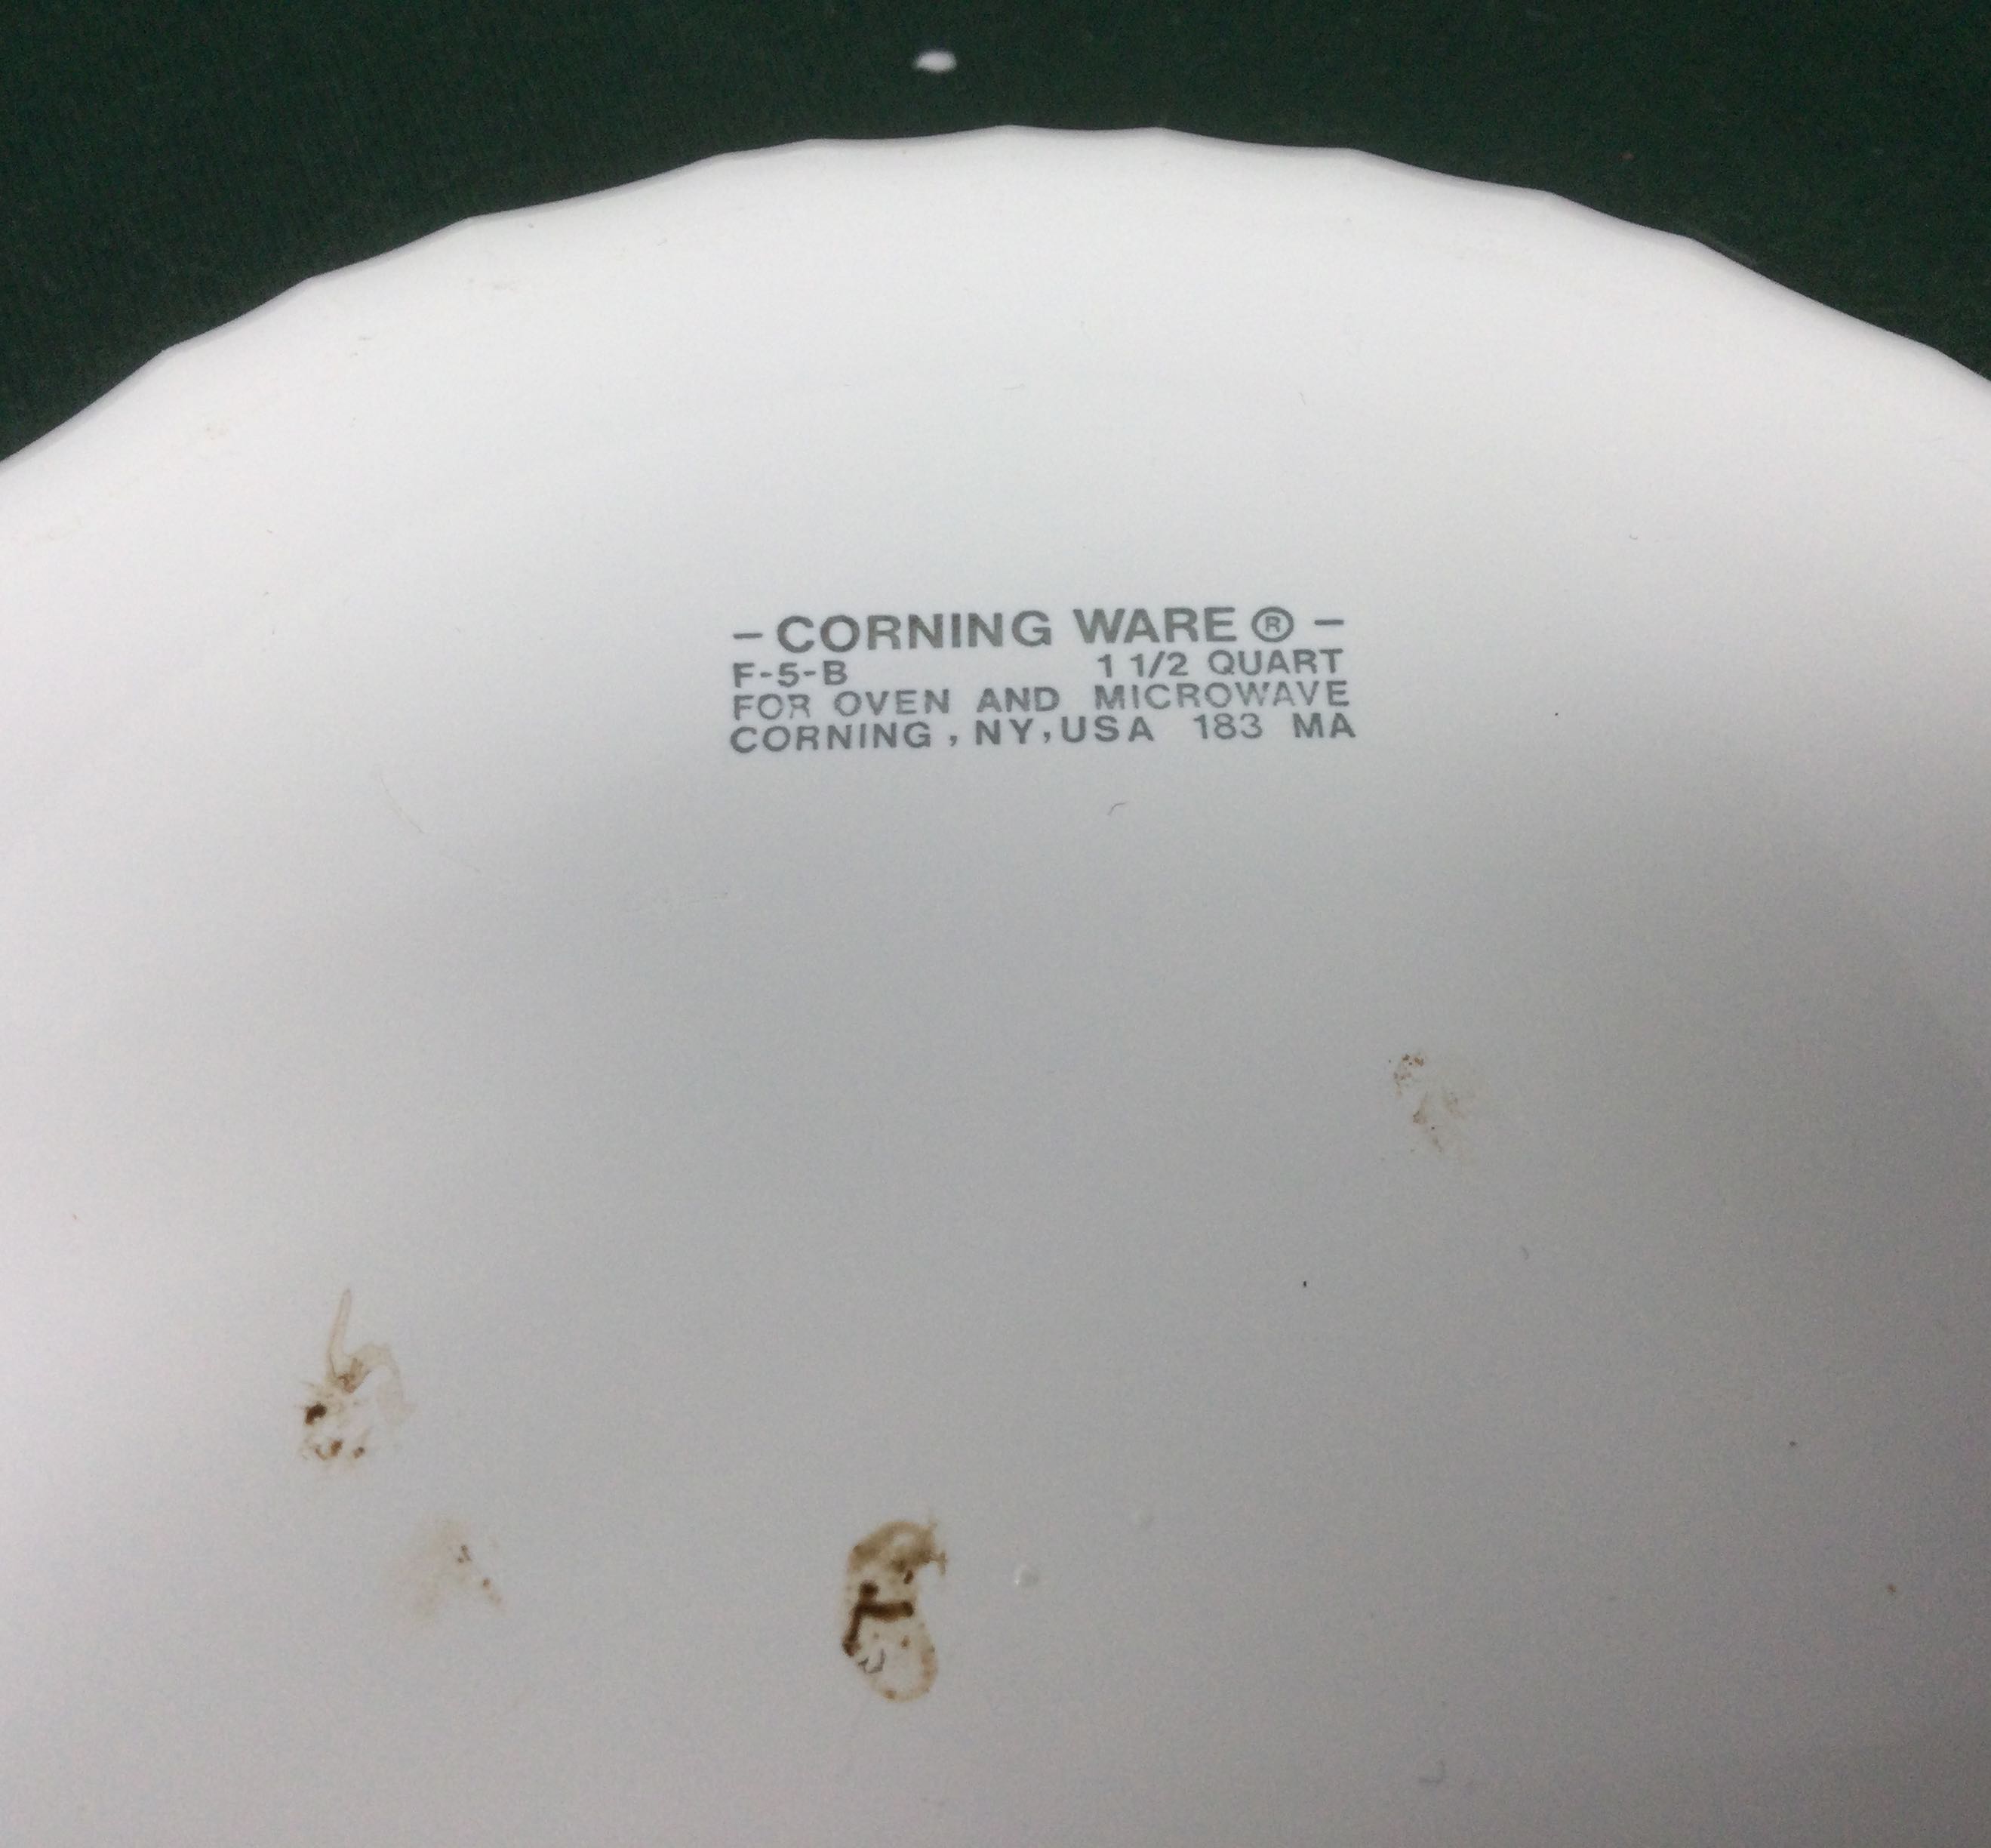 – CORNING WARE ® –
F-5-B 1 1/2 QUART
FOR OVEN AND MICROWAVE
CORNING , NY, USA 183 MA